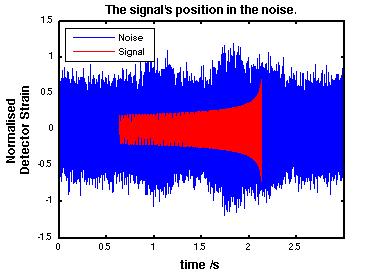 The signal's position in the noise.
Noise
Signal
Normalised
Detector Strain
1.5
1
0.5
0
-0.5
-1
-1.5
0
0.5
1
1.5
2
2.5
time /s